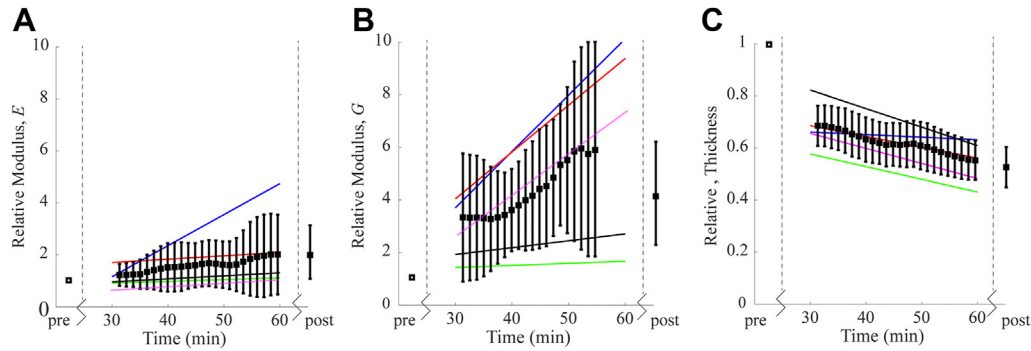 A
Relative Modulus, E
10
8
6
4
2
0
pre
30
40
50
60
post
Time (min)
B
Relative Modulus, G
10
8
6
4
2
0
pre
30
40
50
60
post
Time (min)
C
Relative , Thickness
1
0.8
0.6
0.4
0.2
0
pre
30
40
50
60
post
Time (min)